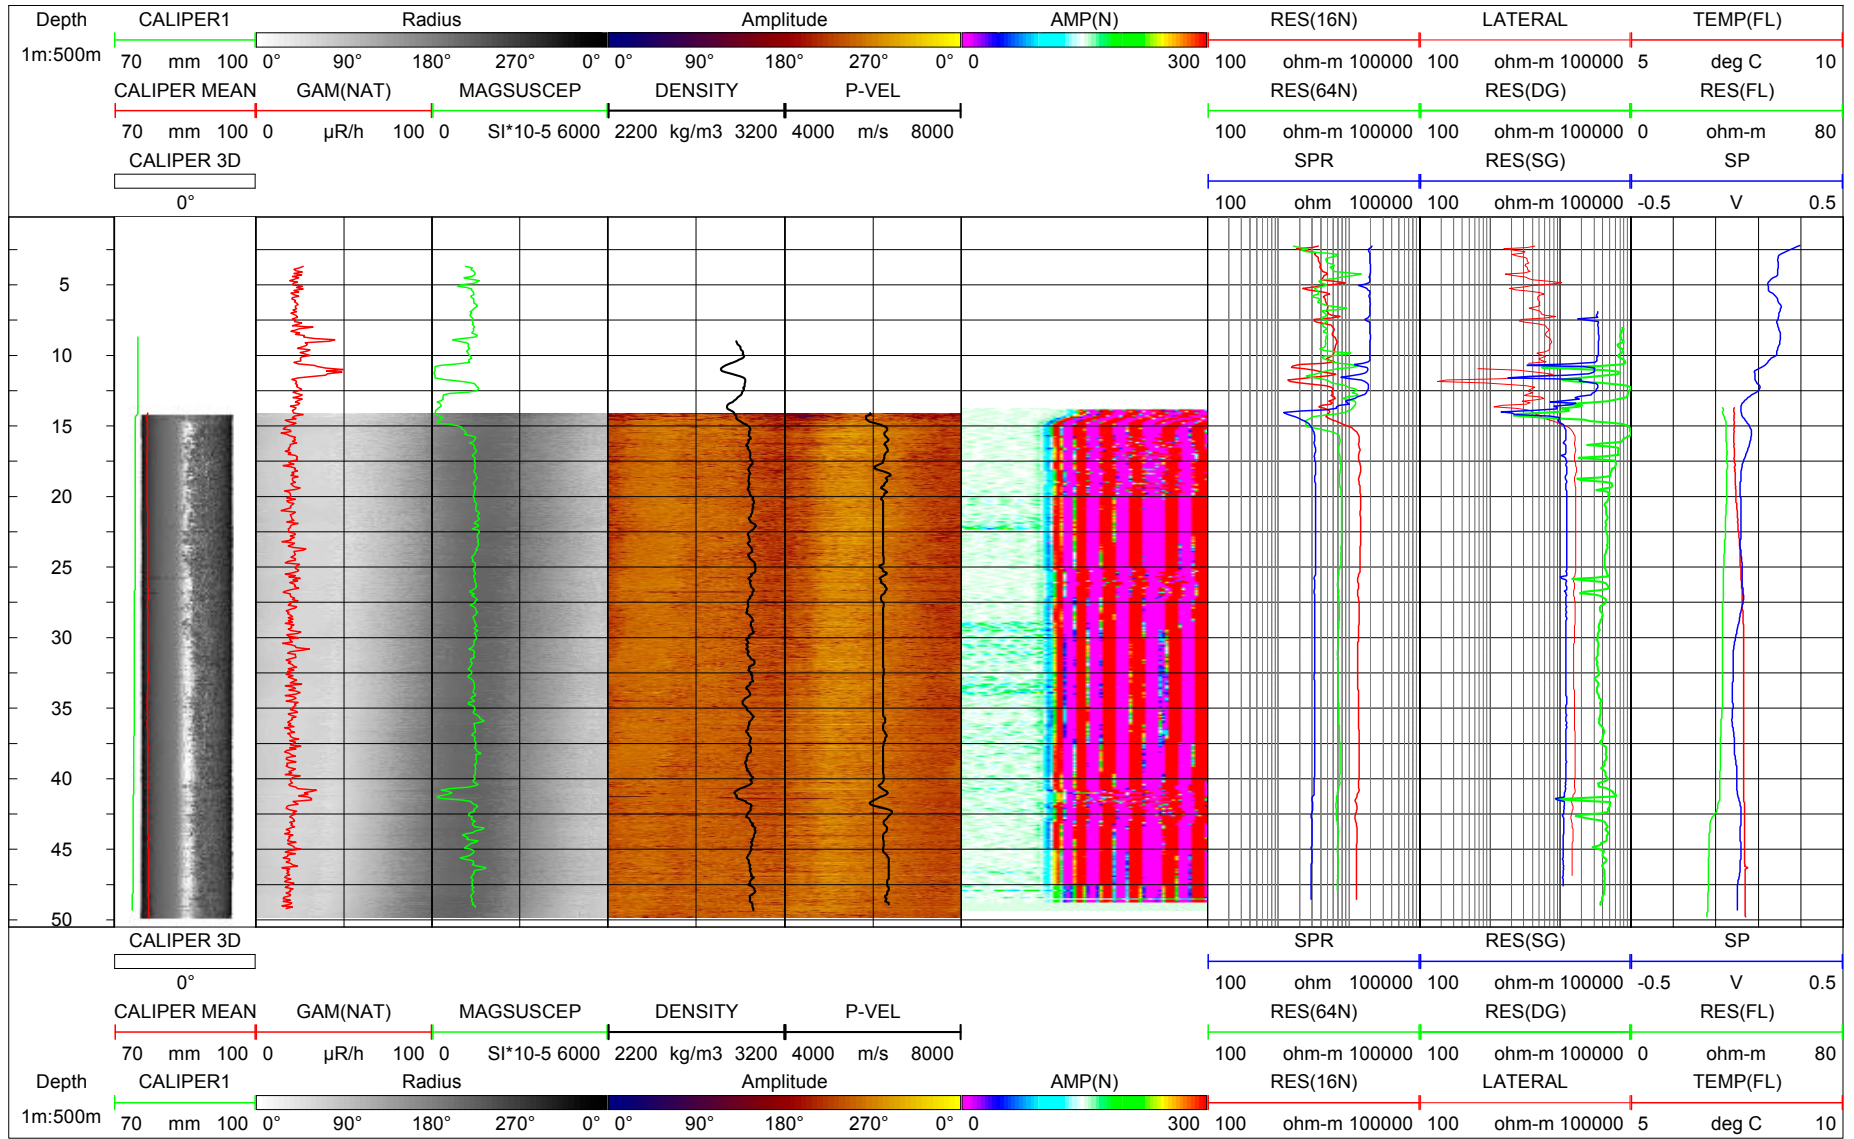 Depth CALIPER1 Radius Amplitude AMP(N) RES(16N) LATERAL TEMP(FL)
1m:500m 70 mm 100 0° 90° 180° 270° 0° 0° 90° 180° 270° 0° 0 300 100 ohm-m 100000 100 ohm-m 100000 5 deg C 10
CALIPER MEAN GAM(NAT) MAGSUSCEP DENSITY P-VEL RES(64N) RES(DG) RES(FL)
70 mm 100 0 µR/h 100 0 SI*10-5 6000 2200 kg/m3 3200 4000 m/s 8000 100 ohm-m 100000 100 ohm-m 100000 0 ohm-m 80
CALIPER 3D SPR RES(SG) SP
0° 100 ohm 100000 100 ohm-m 100000 -0.5 V 0.5
5
10
15
20
25
30
35
40
45
50
CALIPER 3D SPR RES(SG) SP
0° 100 ohm 100000 100 ohm-m 100000 -0.5 V 0.5
CALIPER MEAN GAM(NAT) MAGSUSCEP DENSITY P-VEL RES(64N) RES(DG) RES(FL)
70 mm 100 0 µR/h 100 0 SI*10-5 6000 2200 kg/m3 3200 4000 m/s 8000 100 ohm-m 100000 100 ohm-m 100000 0 ohm-m 80
Depth CALIPER1 Radius Amplitude AMP(N) RES(16N) LATERAL TEMP(FL)
1m:500m 70 mm 100 0° 90° 180° 270° 0° 0° 90° 180° 270° 0° 0 300 100 ohm-m 100000 100 ohm-m 100000 5 deg C 10